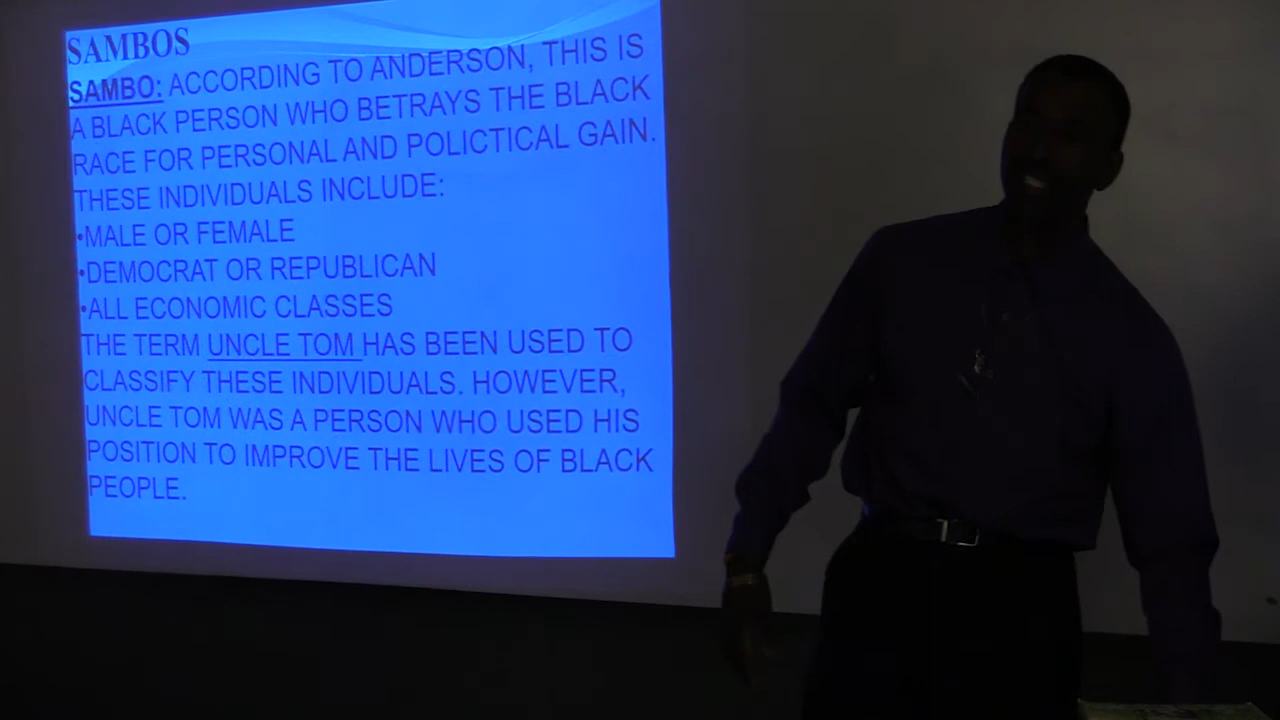 SAMBOS
SAMBO: ACCORDING TO ANDERSON, THIS IS
A BLACK PERSON WHO BETRAYS THE BLACK
RACE FOR PERSONAL AND POLICTICAL GAIN.
THESE INDIVIDUALS INCLUDE:
•MALE OR FEMALE
•DEMOCRAT OR REPUBLICAN
•ALL ECONOMIC CLASSES
THE TERM UNCLE TOM HAS BEEN USED TO
CLASSIFY THESE INDIVIDUALS. HOWEVER,
UNCLE TOM WAS A PERSON WHO USED HIS
POSITION TO IMPROVE THE LIVES OF BLACK
PEOPLE.